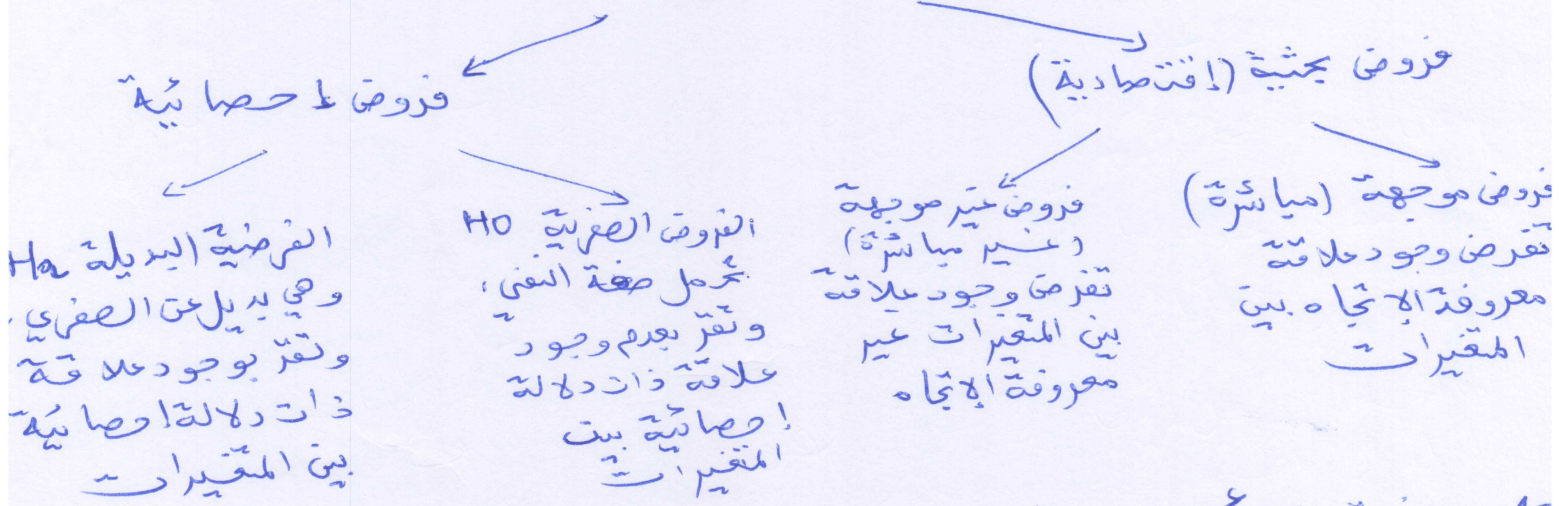 فروض بحثية (إقتصادية)
فروض إحصائية
فروض موجهة (مباشرة)
تفرض وجود علاقة
معروفة الإتجاه بين
المتغيرات
فروض غير موجهة
(غير مباشرة)
تفرض وجود علاقة
بين المتغيرات غير
معروفة الإتجاه
الفروض الصفرية H0
تحمل صفة النفي،
وتقر بعدم وجود
علاقة ذات دلالة
إحصائية بين
المتغيرات
الفرضية البديلة Ha
وهي بديل عن الصفري،
وتقر بوجود علاقة
ذات دلالة احصائية
بين المتغيرات